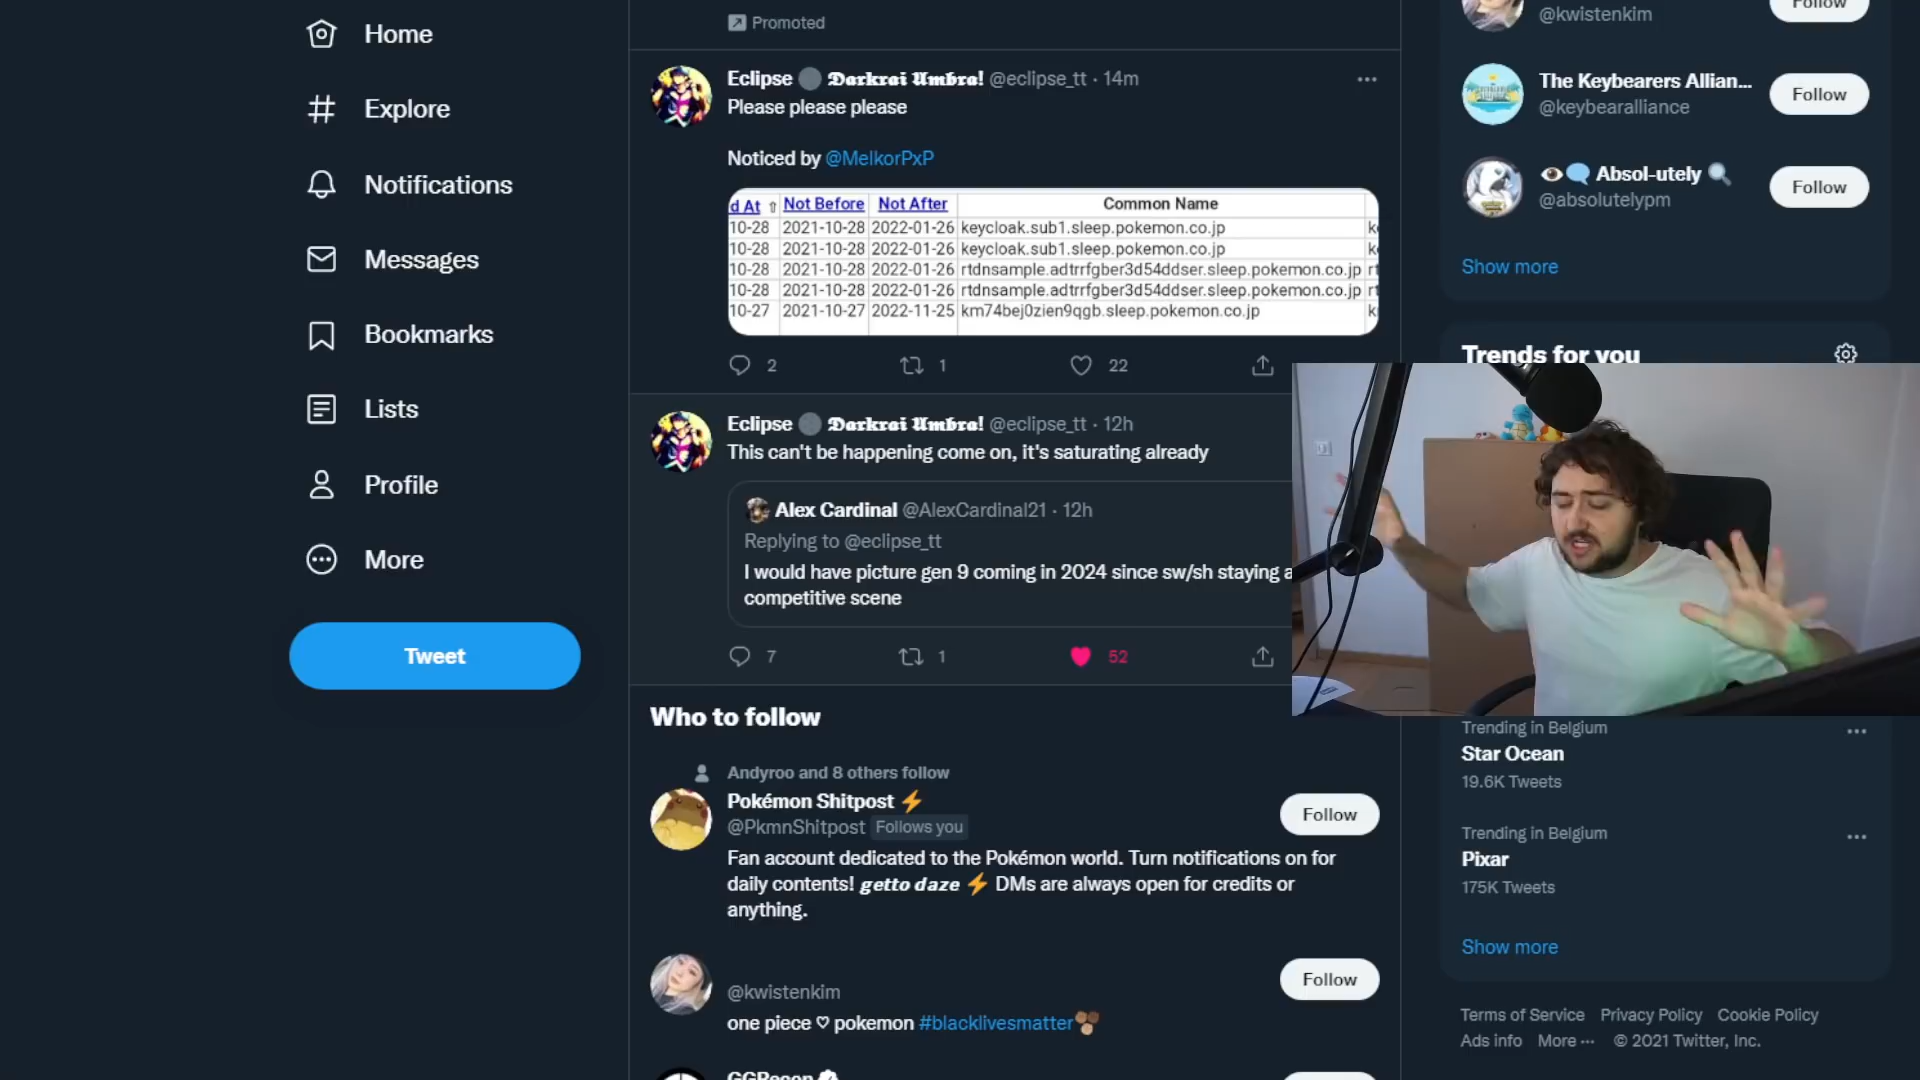 Home
Explore
Notifications
Messages
Bookmarks
Lists
Profile
More
Tweet
Promoted
Eclipse 𝕯𝖆𝖗𝖐𝖗𝖆𝖎 𝖀𝖒𝖇𝖗𝖆! @eclipse_tt · 14m
Please please please
Noticed by @MelkorPxP
d At ⇧ Not Before Not After Common Name
10-28 2021-10-28 2022-01-26 keycloak.sub1.sleep.pokemon.co.jp
10-28 2021-10-28 2022-01-26 keycloak.sub1.sleep.pokemon.co.jp
10-28 2021-10-28 2022-01-26 rtdnsample.adtrrfgber3d54ddser.sleep.pokemon.co.jp rt
10-28 2021-10-28 2022-01-26 rtdnsample.adtrrfgber3d54ddser.sleep.pokemon.co.jp rt
10-27 2021-10-27 2022-11-25 km74bej0zien9qgb.sleep.pokemon.co.jp
2 1 22
Eclipse 𝕯𝖆𝖗𝖐𝖗𝖆𝖎 𝖀𝖒𝖇𝖗𝖆! @eclipse_tt · 12h
This can't be happening come on, it's saturating already
Alex Cardinal @AlexCardinal21 · 12h
Replying to @eclipse_tt
I would have picture gen 9 coming in 2024 since sw/sh staying a
competitive scene
7 1 52
Who to follow
Andyroo and 8 others follow
Pokémon Shitpost ⚡
@PkmnShitpost Follows you
Follow
Fan account dedicated to the Pokémon world. Turn notifications on for
daily contents! 𝒈𝒆𝒕𝒕𝒐 𝒅𝒂𝒛𝒆 ⚡ DMs are always open for credits or
anything.
@kwistenkim
Follow
one piece ♡ pokemon #blacklivesmatter
GGRecon
@kwistenkim
Follow
The Keybearers Allian...
@keybearalliance
Follow
Absol-utely
@absolutelypm
Follow
Show more
Trends for you
Trending in Belgium
Star Ocean
19.6K Tweets
Trending in Belgium
Pixar
175K Tweets
Show more
Terms of Service Privacy Policy Cookie Policy
Ads info More ··· © 2021 Twitter, Inc.